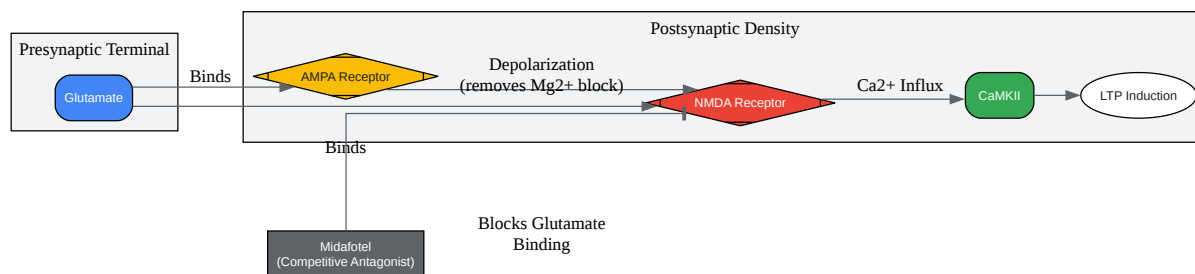 Postsynaptic Density
Presynaptic Terminal
Glutamate
Binds
AMPA Receptor
Depolarization
(removes Mg2+ block)
NMDA Receptor
Ca2+ Influx
CaMKII
LTP Induction
Binds
Blocks Glutamate
Binding
Midafotel
(Competitive Antagonist)